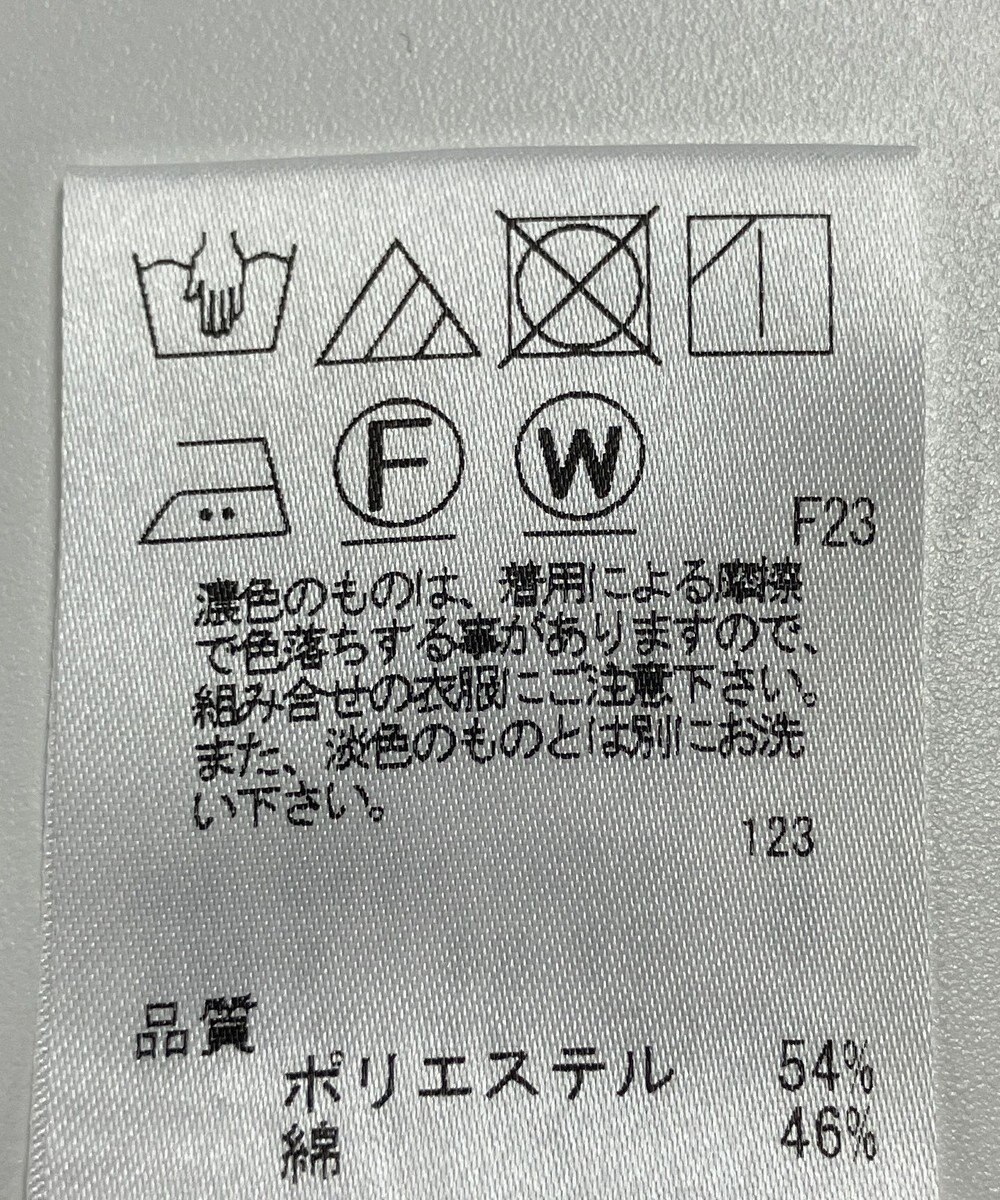 F
W
F23
濃色のものは、着用による摩擦
で色落ちする事がありますので、
組み合せの衣服にご注意下さい。
また、淡色のものとは別にお洗
い下さい。
123
品質
ポリエステル 54%
綿 46%